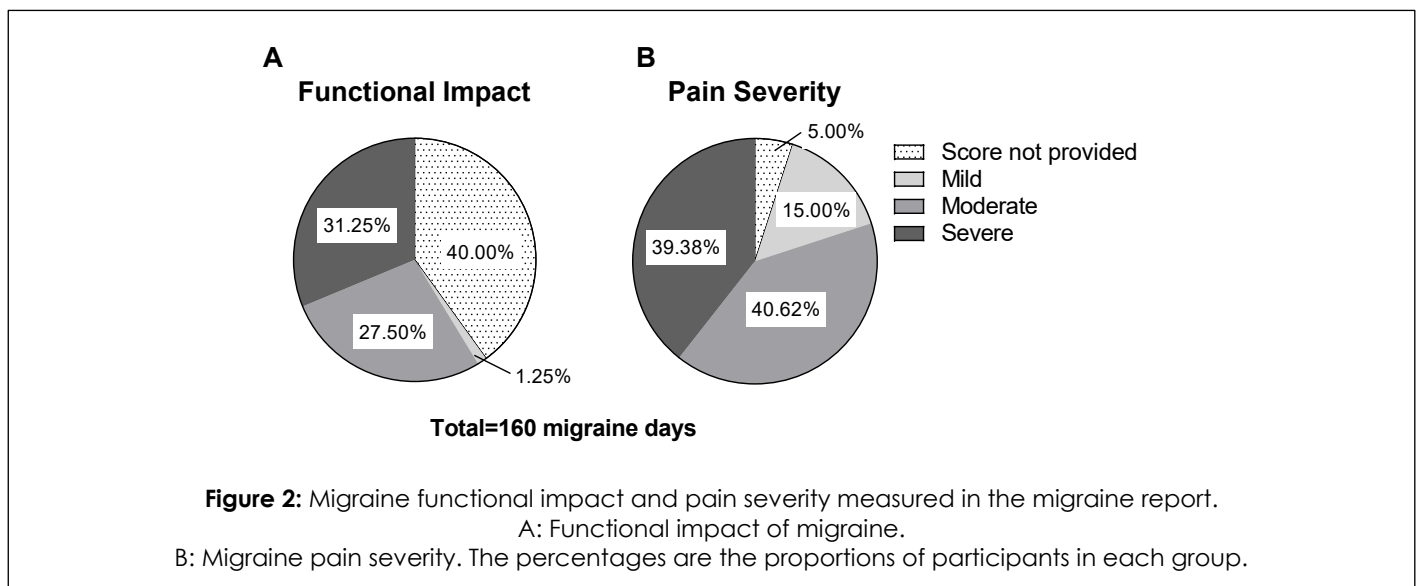 A
Functional Impact
31.25%
40.00%
27.50%
1.25%
B
Pain Severity
5.00%
15.00%
39.38%
40.62%
Score not provided
Mild
Moderate
Severe
Total=160 migraine days
Figure 2: Migraine functional impact and pain severity measured in the migraine report.
A: Functional impact of migraine.
B: Migraine pain severity. The percentages are the proportions of participants in each group.